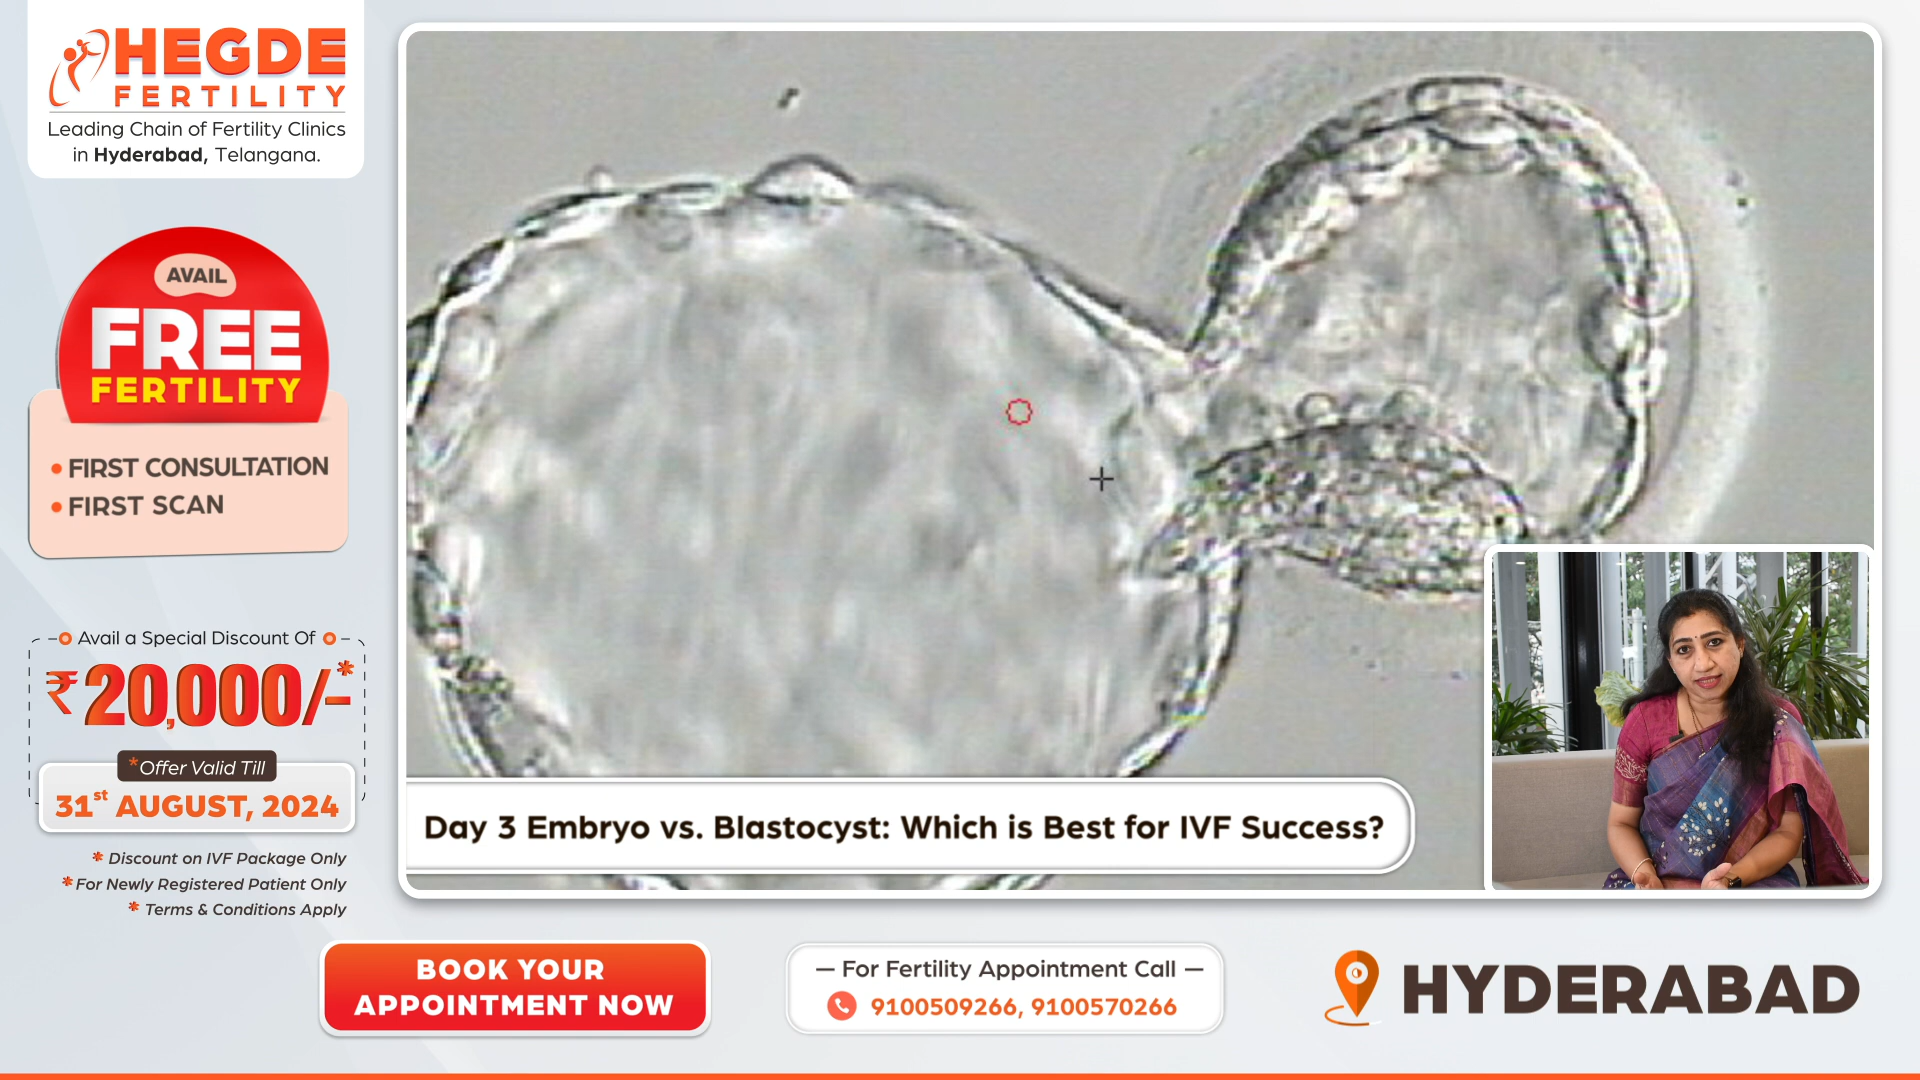 HEGDE
FERTILITY
Leading Chain of Fertility Clinics
in Hyderabad, Telangana.
AVAIL
FREE
FERTILITY
• FIRST CONSULTATION
• FIRST SCAN
Avail a Special Discount Of
₹20,000/-*
*Offer Valid Till
31st AUGUST, 2024
* Discount on IVF Package Only
* For Newly Registered Patient Only
* Terms & Conditions Apply
Day 3 Embryo vs. Blastocyst: Which is Best for IVF Success?
BOOK YOUR
APPOINTMENT NOW
— For Fertility Appointment Call —
9100509266, 9100570266
HYDERABAD